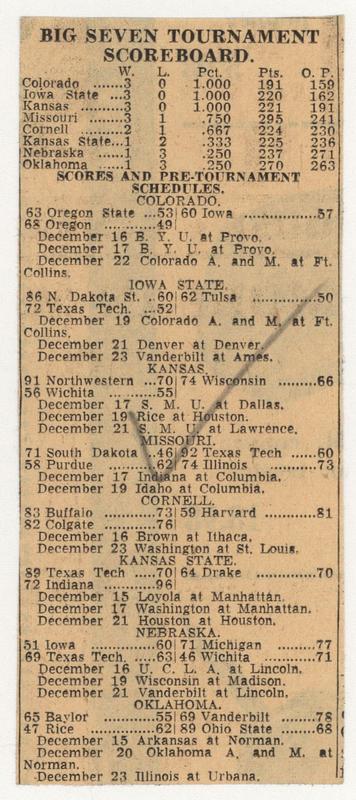 BIG SEVEN TOURNAMENT
SCOREBOARD.
W. L. Pct. Pts. O. P.
Colorado .......3 0 1.000 191 159
Iowa State ...3 0 1.000 220 162
Kansas .........3 0 1.000 221 191
Missouri .......3 1 .750 295 241
Cornell .........2 1 .667 224 230
Kansas State...1 2 .333 225 236
Nebraska ......1 3 .250 237 271
Oklahoma .....1 3 .250 270 263
SCORES AND PRE-TOURNAMENT
SCHEDULES.
COLORADO.
63 Oregon State ...53| 60 Iowa ..............57
68 Oregon ..........49|
December 16 B. Y. U. at Provo.
December 17 B. Y. U. at Provo.
December 22 Colorado A. and M. at Ft.
Collins.
IOWA STATE.
86 N. Dakota St. ..60| 62 Tulsa ............50
72 Texas Tech. ...52|
December 19 Colorado A. and M. at Ft.
Collins.
December 21 Denver at Denver.
December 23 Vanderbilt at Ames.
KANSAS.
91 Northwestern ...70| 74 Wisconsin .........66
56 Wichita .........55|
December 17 S. M. U. at Dallas.
December 19 Rice at Houston.
December 21 S. M. U. at Lawrence.
MISSOURI.
71 South Dakota ..46| 92 Texas Tech ......60
58 Purdue .........62| 74 Illinois ...........73
December 17 Indiana at Columbia.
December 19 Idaho at Columbia.
CORNELL.
83 Buffalo .........73| 59 Harvard .........81
82 Colgate .........76|
December 16 Brown at Ithaca.
December 23 Washington at St. Louis.
KANSAS STATE.
89 Texas Tech .....70| 64 Drake ...........70
72 Indiana .........96|
December 15 Loyola at Manhattan.
December 17 Washington at Manhattan.
December 21 Houston at Houston.
NEBRASKA.
51 Iowa ............60| 71 Michigan ........77
69 Texas Tech. ....63| 46 Wichita .........71
December 16 U. C. L. A. at Lincoln.
December 19 Wisconsin at Madison.
December 21 Vanderbilt at Lincoln.
OKLAHOMA.
65 Baylor .........55| 69 Vanderbilt ......78
47 Rice ............62| 89 Ohio State ......68
December 15 Arkansas at Norman.
December 20 Oklahoma A. and M. at
Norman.
December 23 Illinois at Urbana.